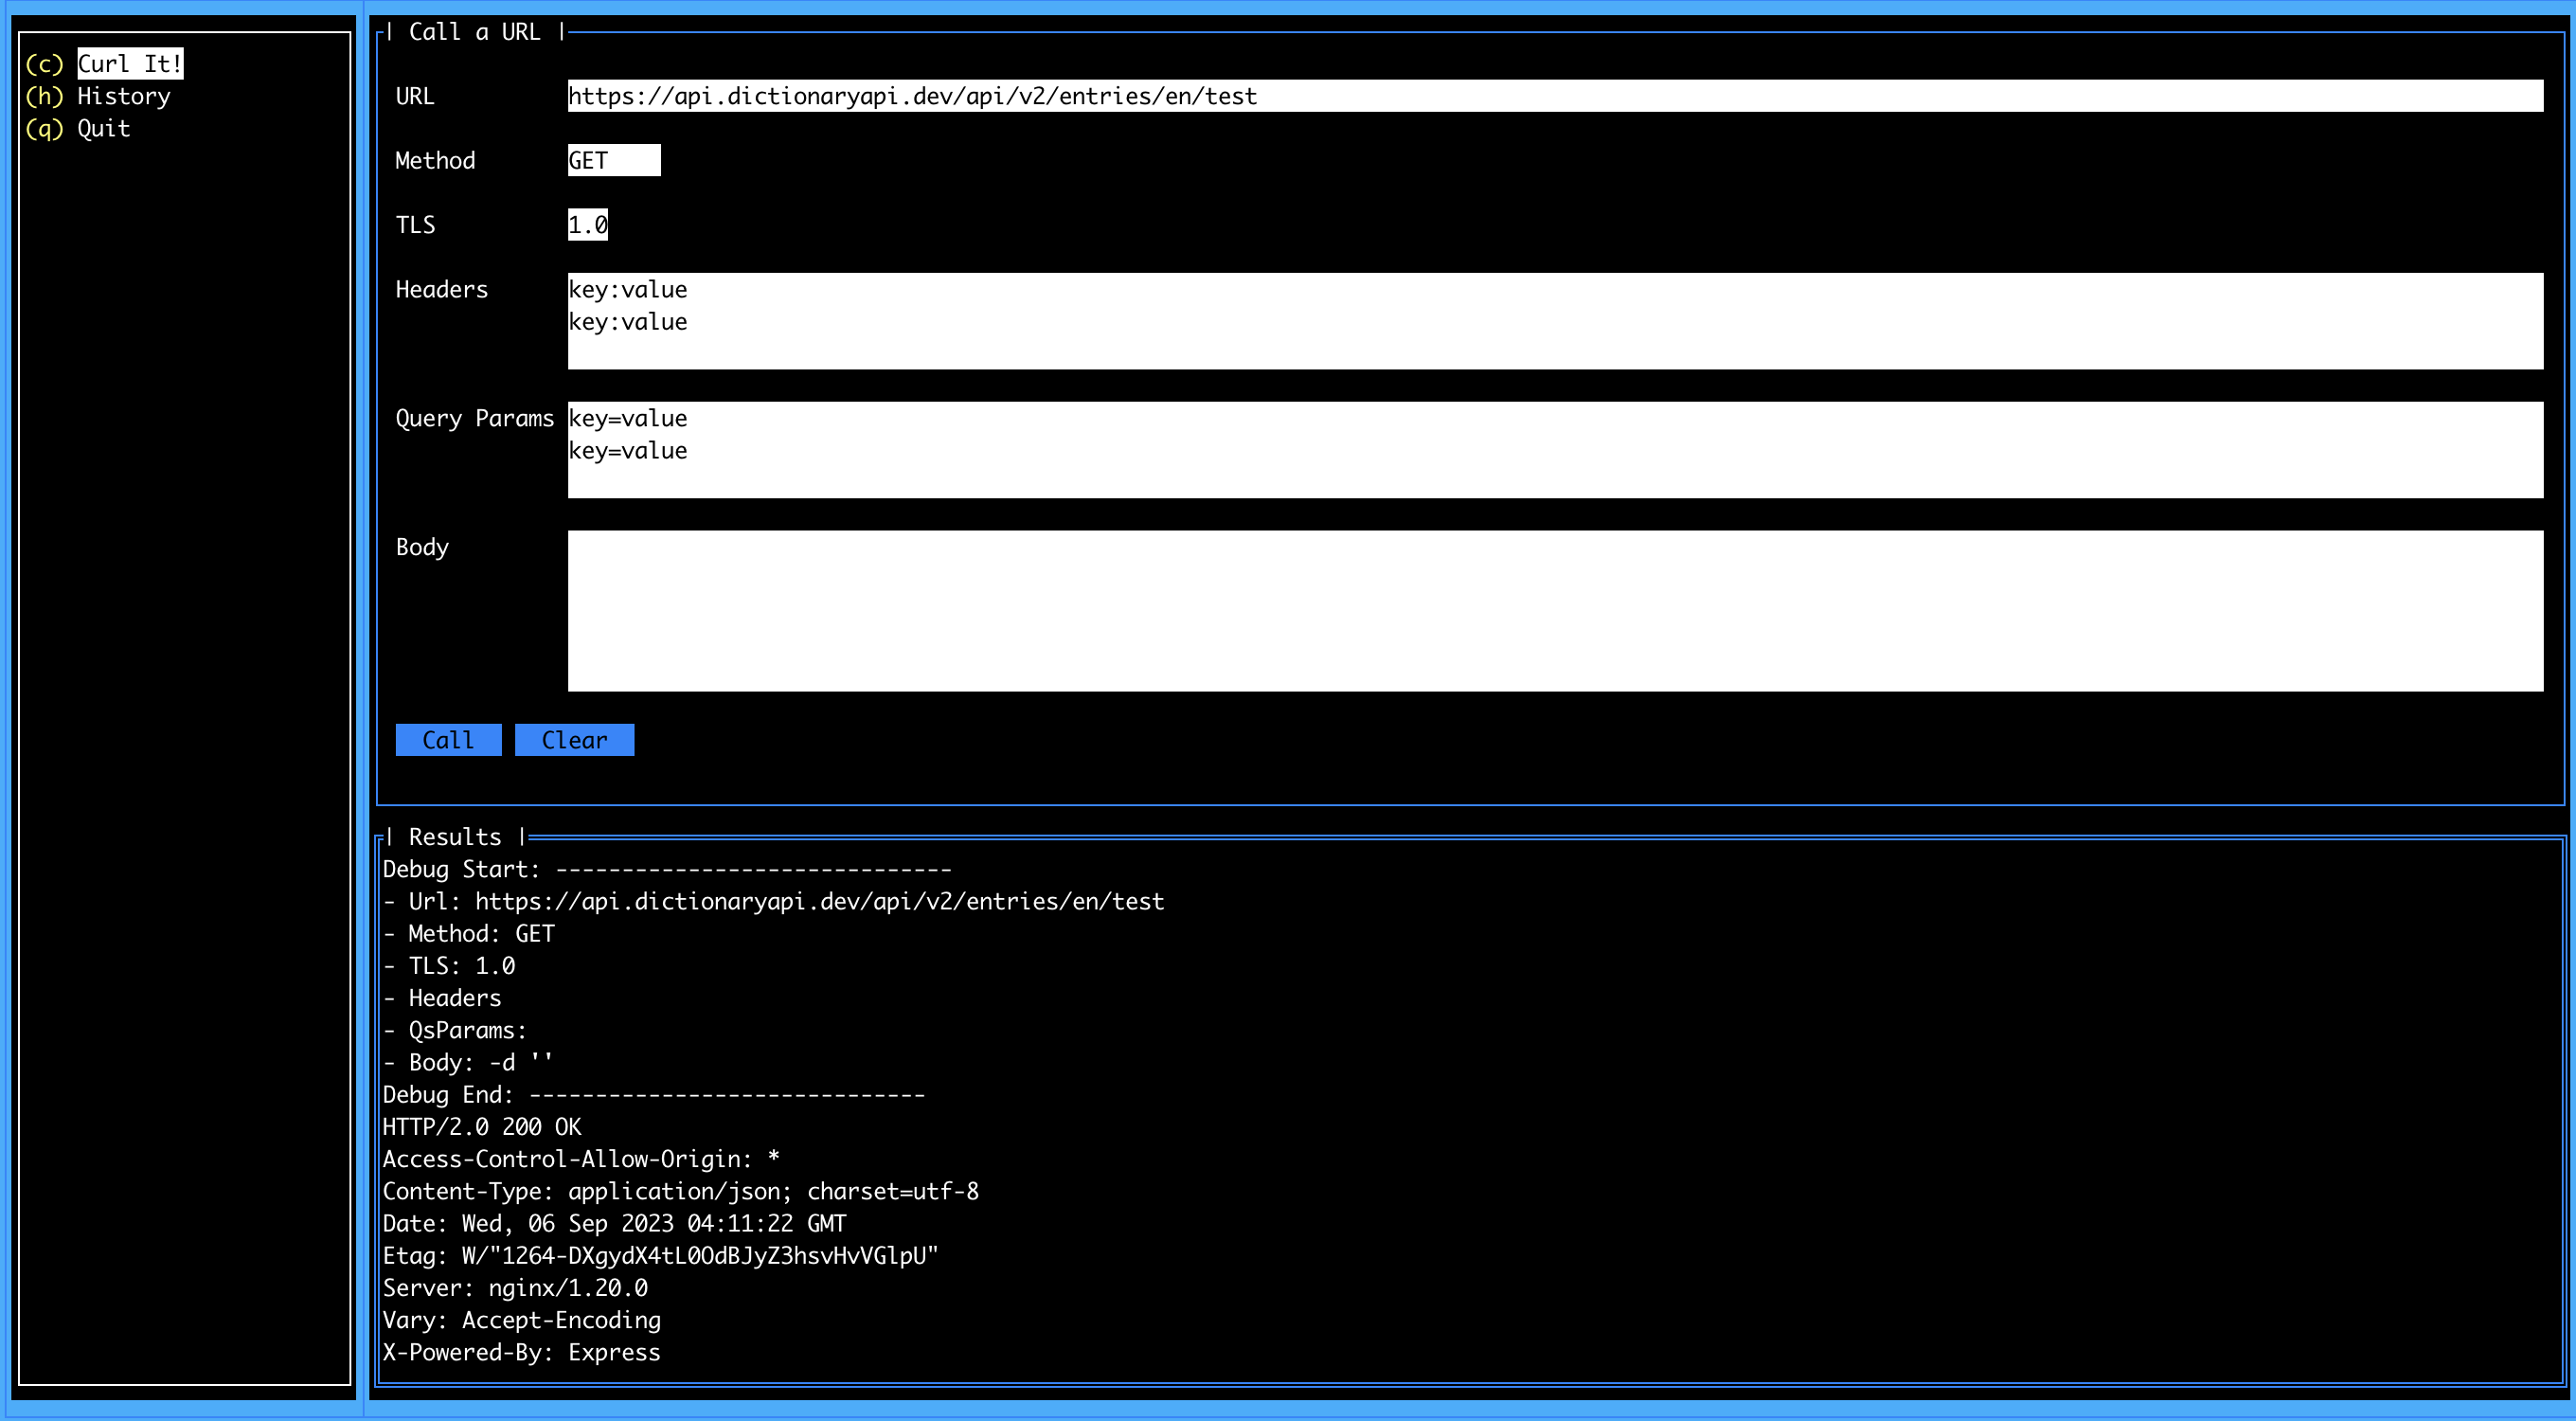 (c) Curl It!
(h) History
(q) Quit
| Call a URL |
URL https://api.dictionaryapi.dev/api/v2/entries/en/test
Method GET
TLS 1.0
Headers key:value
key:value
Query Params key=value
key=value
Body
Call Clear
| Results |
Debug Start: ------------------------------
- Url: https://api.dictionaryapi.dev/api/v2/entries/en/test
- Method: GET
- TLS: 1.0
- Headers
- QsParams:
- Body: -d ''
Debug End: ------------------------------
HTTP/2.0 200 OK
Access-Control-Allow-Origin: *
Content-Type: application/json; charset=utf-8
Date: Wed, 06 Sep 2023 04:11:22 GMT
Etag: W/"1264-DXgydX4tL0OdBJyZ3hsvHvVGlpU"
Server: nginx/1.20.0
Vary: Accept-Encoding
X-Powered-By: Express